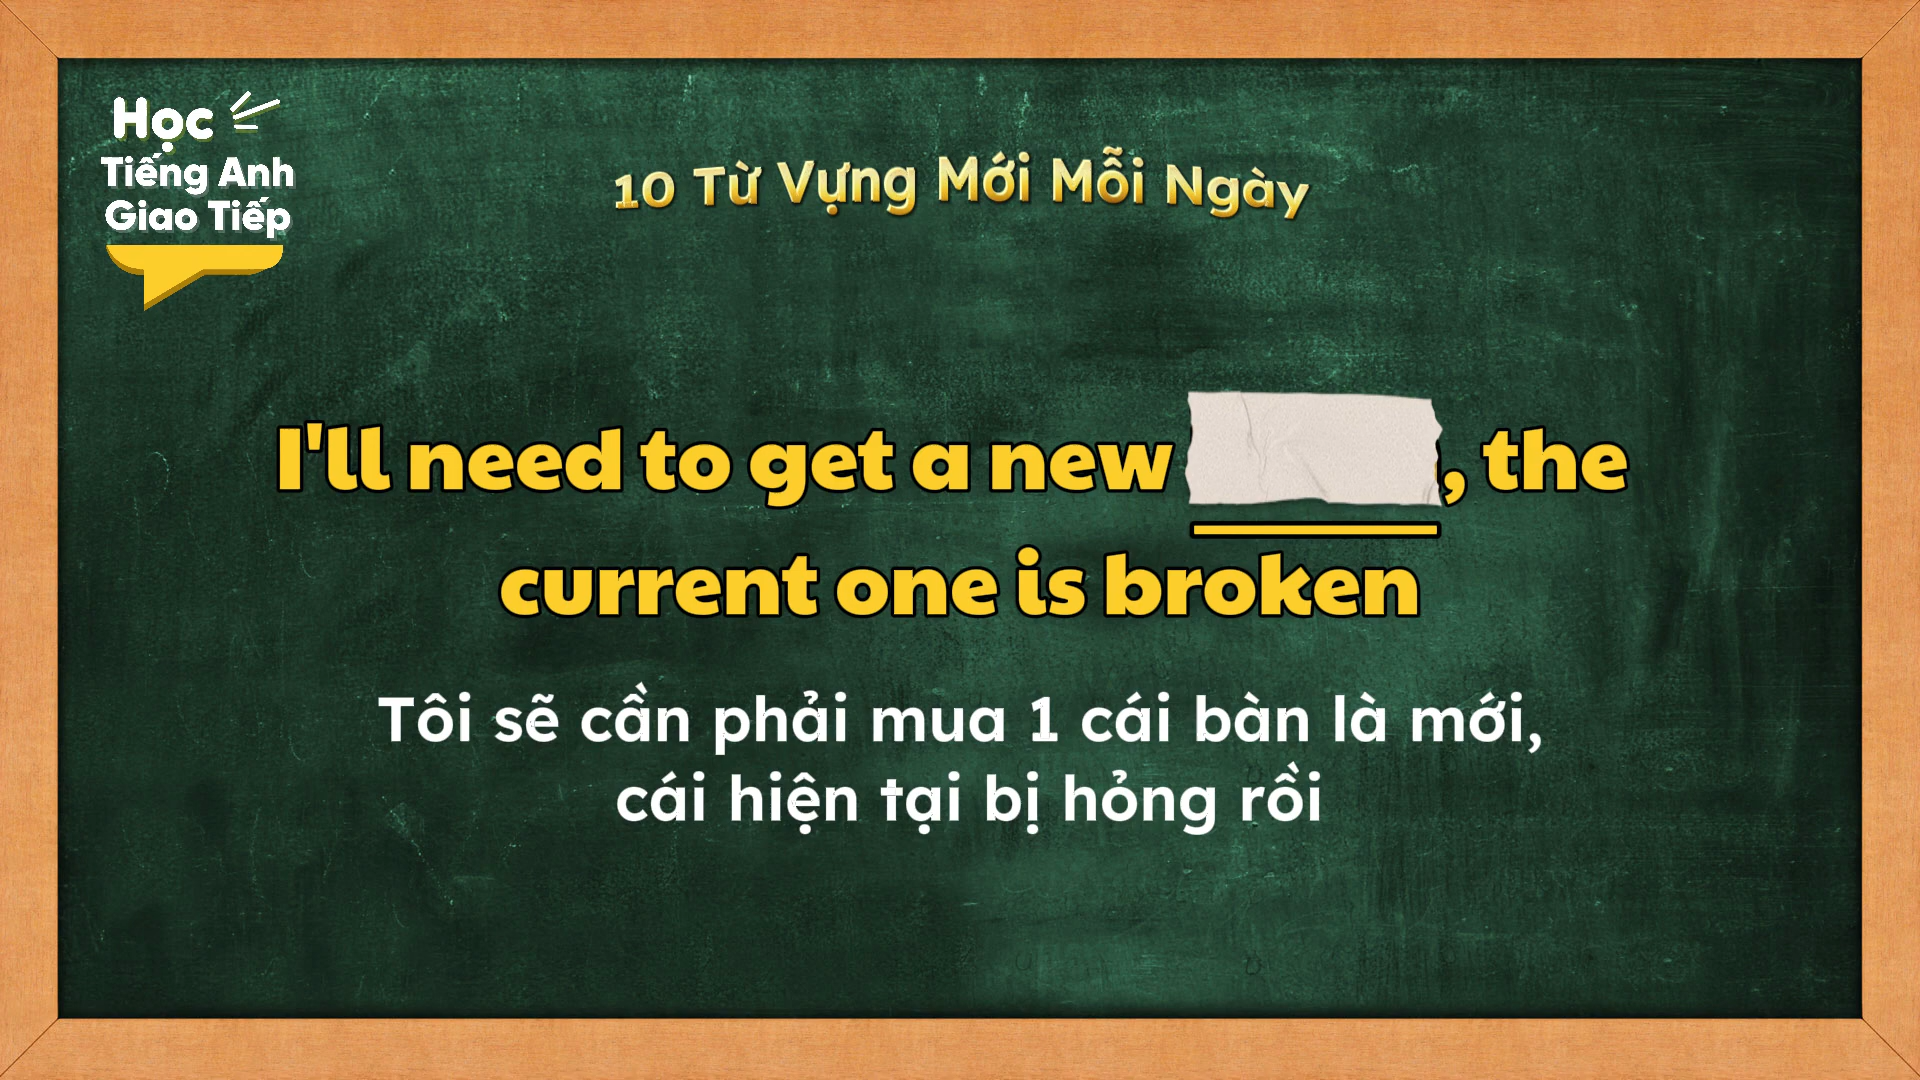 Học
Tiếng Anh
Giao Tiếp
10 Từ Vựng Mới Mỗi Ngày
I'll need to get a new , the
current one is broken
Tôi sẽ cần phải mua 1 cái bàn là mới,
cái hiện tại bị hỏng rồi